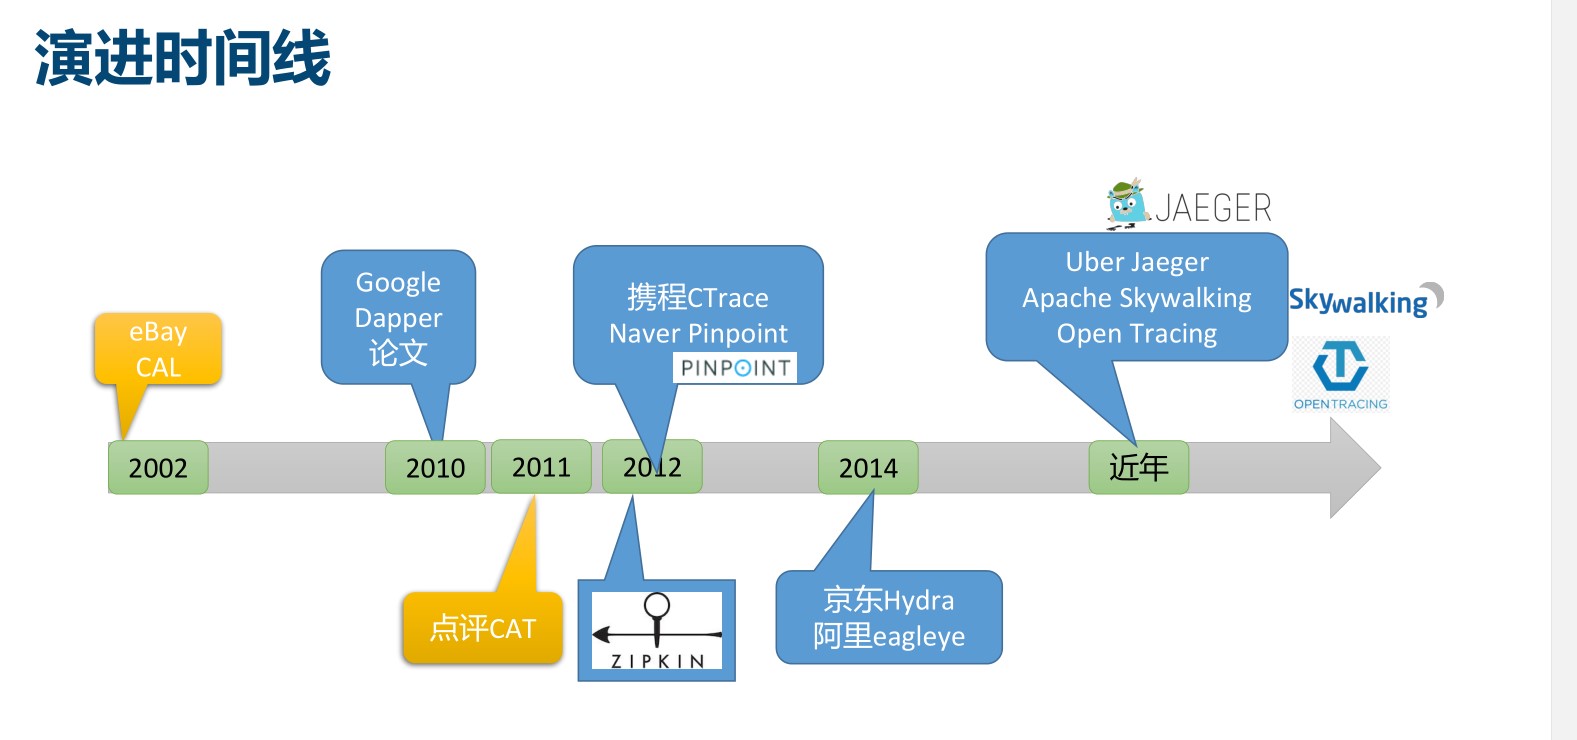 演进时间线
JAEGER
Uber Jaeger
Apache Skywalking
Open Tracing
Skywalking
OPENTRACING
Google
Dapper
论文
携程CTrace
Naver Pinpoint
PINPOINT
eBay
CAL
2002
2010
2011
2012
2014
近年
点评CAT
ZIPKIN
京东Hydra
阿里eagleye